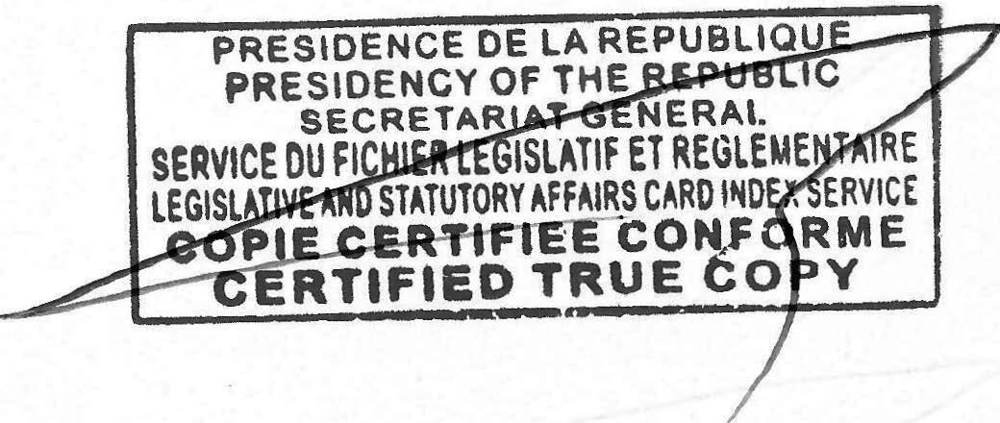 PRESIDENCE DE LA REPUBLIQUE
PRESIDENCY OF THE REPUBLIC
SECRETARIAT GENERAL
SERVICE DU FICHIER LEGISLATIF ET REGLEMENTAIRE
LEGISLATIVE AND STATUTORY AFFAIRS CARD INDEX SERVICE
COPIE CERTIFIEE CONFORME
CERTIFIED TRUE COPY